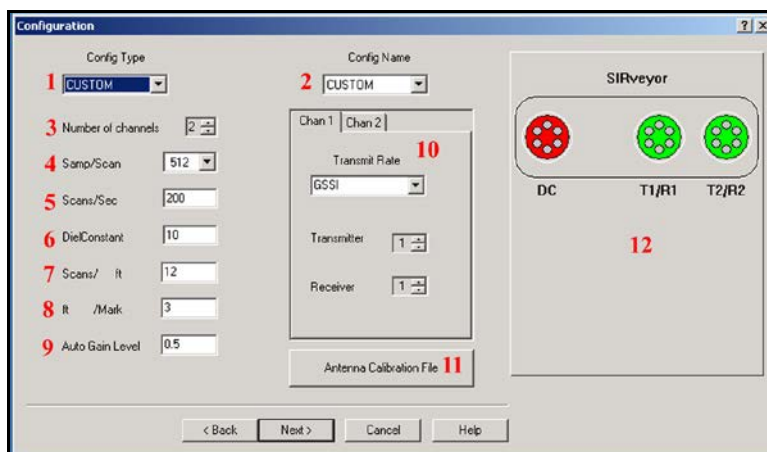 Configuration
Config Type
1 CUSTOM
Config Name
2 CUSTOM
3 Number of channels 2
4 Samp/Scan 512
5 Scans/Sec 200
6 DielConstant 10
7 Scans/ ft 12
8 ft /Mark 3
9 Auto Gain Level 0.5
Chan 1 Chan 2
10
Transmit Rate
GSSI
Transmitter 1
Receiver 1
Antenna Calibration File 11
SIRveyor
DC T1/R1 T2/R2
12
< Back Next > Cancel Help